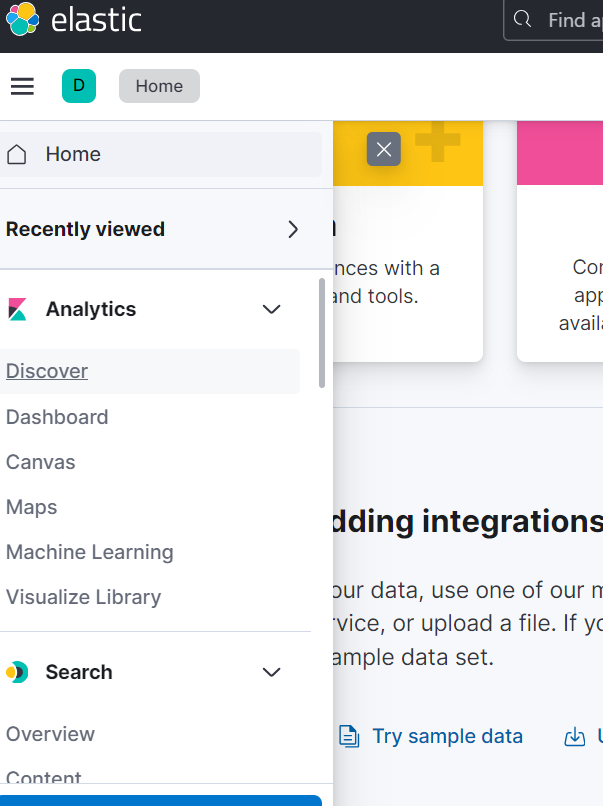 elastic
Find a
D
Home
Home
Recently viewed
Analytics
Discover
Dashboard
Canvas
Maps
Machine Learning
Visualize Library
Search
Overview
Content
nces with a
and tools.
Cor
app
availa
dding integrations
our data, use one of our m
vice, or upload a file. If yo
ample data set.
Try sample data